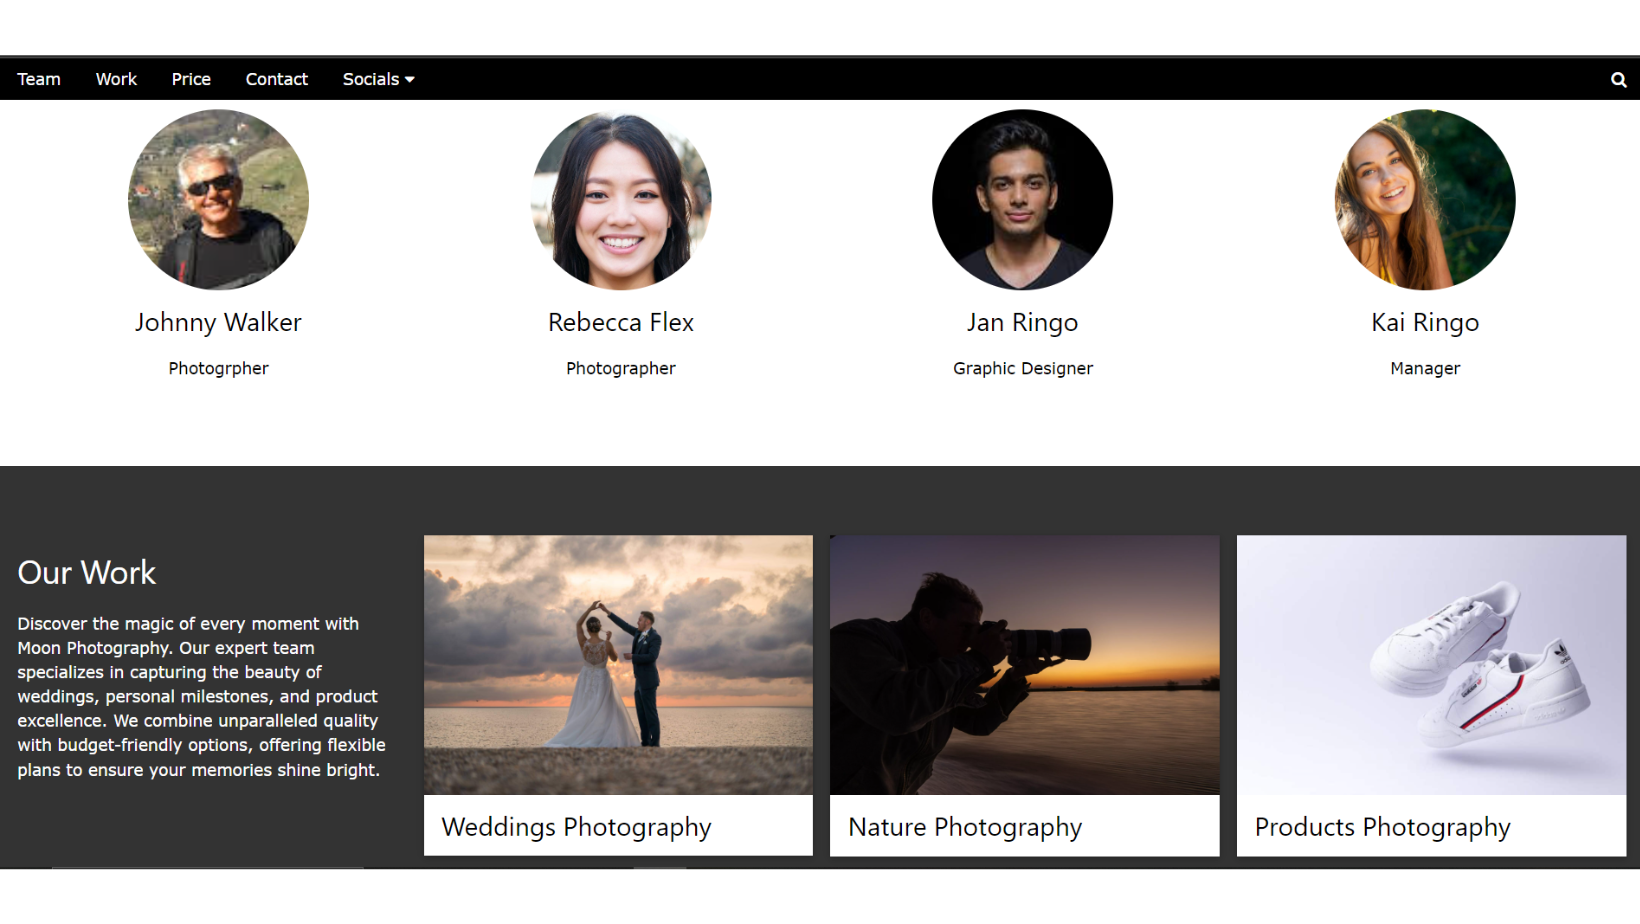 Team Work Price Contact Socials
Johnny Walker Rebecca Flex Jan Ringo Kai Ringo
Photogrpher Photographer Graphic Designer Manager
Our Work
Discover the magic of every moment with
Moon Photography. Our expert team
specializes in capturing the beauty of
weddings, personal milestones, and product
excellence. We combine unparalleled quality
with budget-friendly options, offering flexible
plans to ensure your memories shine bright.
Weddings Photography Nature Photography Products Photography